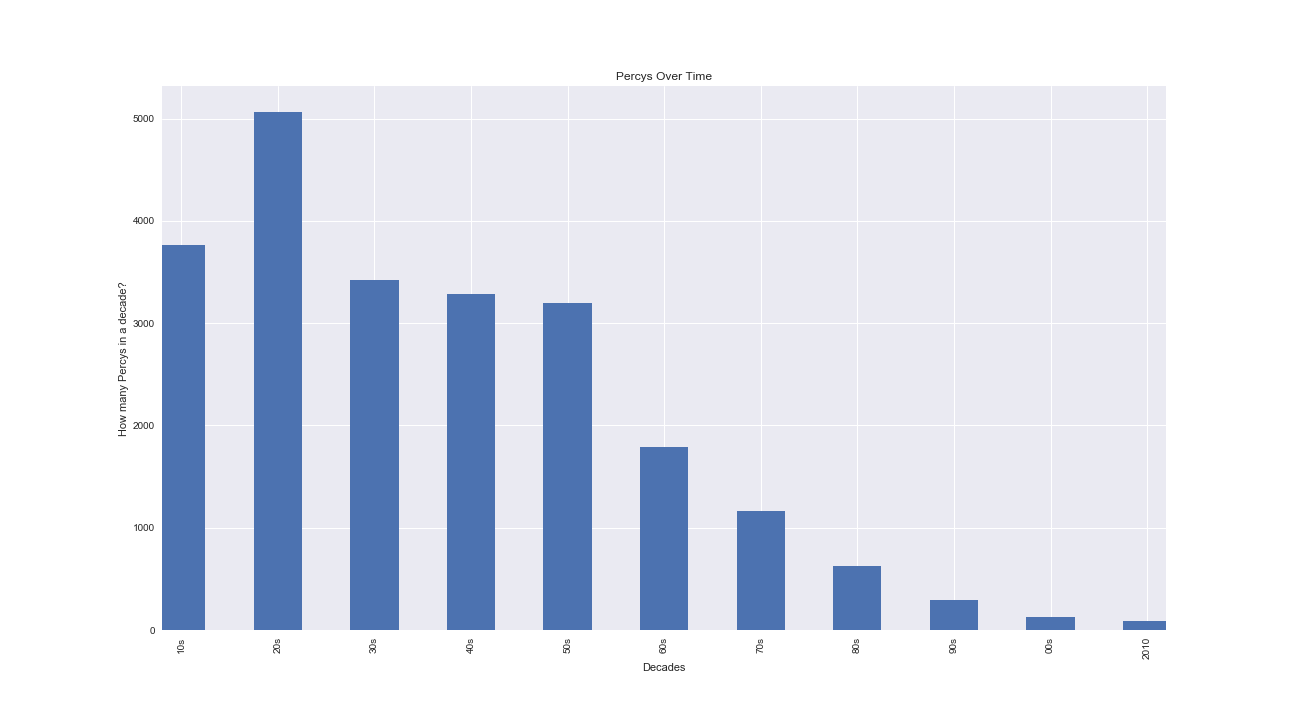 Percys Over Time
How many Percys in a decade?
5000
4000
3000
2000
1000
0
10s
20s
30s
40s
50s
60s
70s
80s
90s
00s
2010
Decades